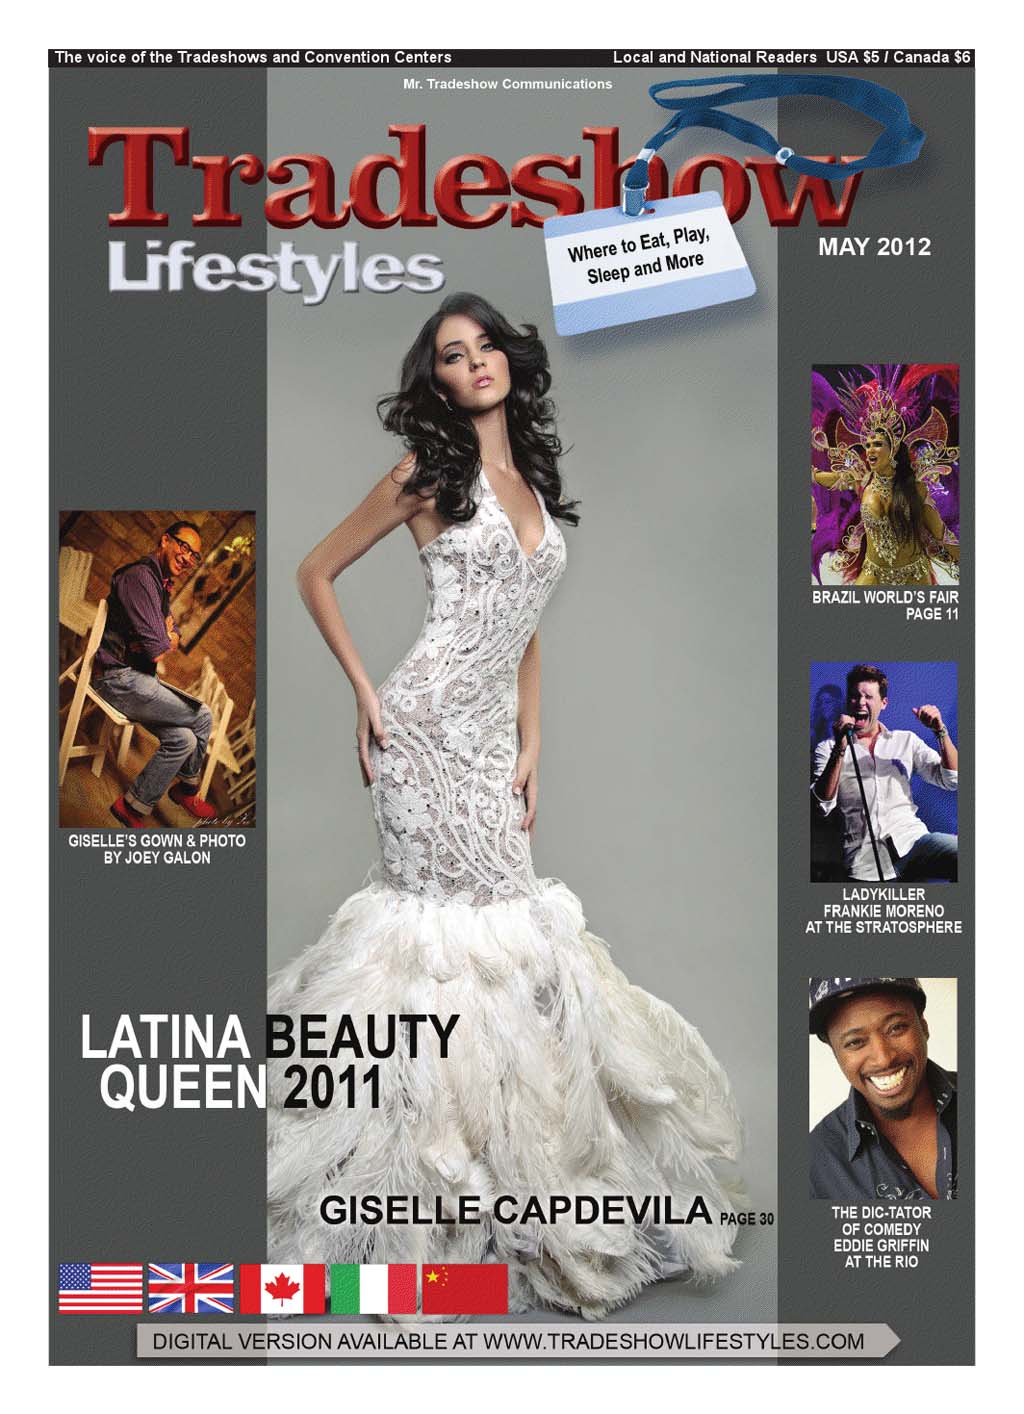 The voice of the Tradeshows and Convention Centers
Local and National Readers USA $5 / Canada $6
Mr. Tradeshow Communications
Tradeshow
Lifestyles
Where to Eat, Play,
Sleep and More
MAY 2012
BRAZIL WORLD'S FAIR
PAGE 11
photo by
GISELLE'S GOWN & PHOTO
BY JOEY GALON
LADYKILLER
FRANKIE MORENO
AT THE STRATOSPHERE
LATINA BEAUTY
QUEEN 2011
GISELLE CAPDEVILA PAGE 30
THE DIC-TATOR
OF COMEDY
EDDIE GRIFFIN
AT THE RIO
DIGITAL VERSION AVAILABLE AT WWW.TRADESHOWLIFESTYLES.COM